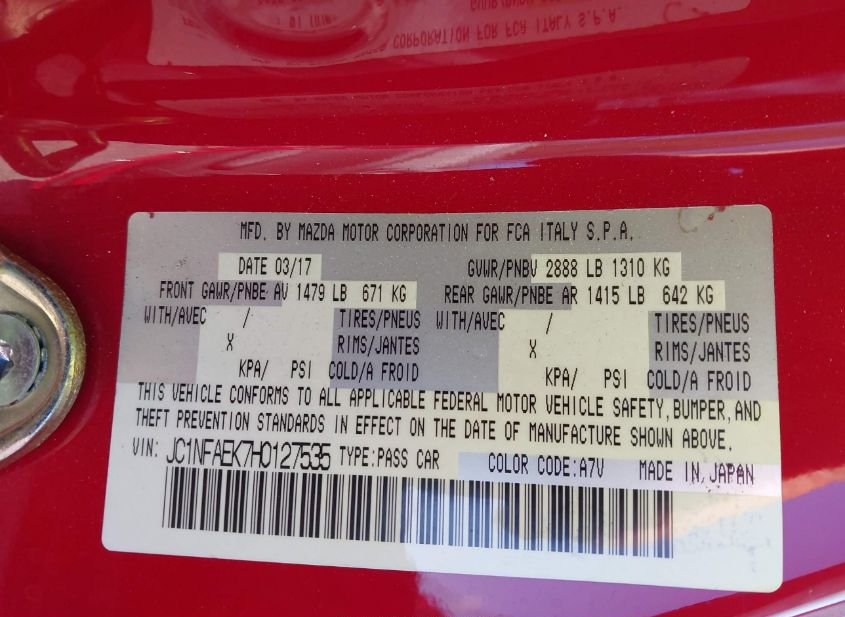 CORPORATION FOR FCA ITALY S.P.A.
MFD. BY MAZDA MOTOR CORPORATION FOR FCA ITALY S.P.A.
DATE 03/17 GVWR/PNBV 2888 LB 1310 KG
FRONT GAWR/PNBE AV 1479 LB 671 KG REAR GAWR/PNBE AR 1415 LB 642 KG
WITH/AVEC / TIRES/PNEUS WITH/AVEC / TIRES/PNEUS
X RIMS/JANTES X RIMS/JANTES
KPA/ PSI COLD/A FROID KPA/ PSI COLD/A FROID
THIS VEHICLE CONFORMS TO ALL APPLICABLE FEDERAL MOTOR VEHICLE SAFETY, BUMPER, AND
THEFT PREVENTION STANDARDS IN EFFECT ON THE DATE OF MANUFACTURE SHOWN ABOVE.
VIN: JC1NFAEK7H0127535 TYPE:PASS CAR COLOR CODE:A7V MADE IN JAPAN